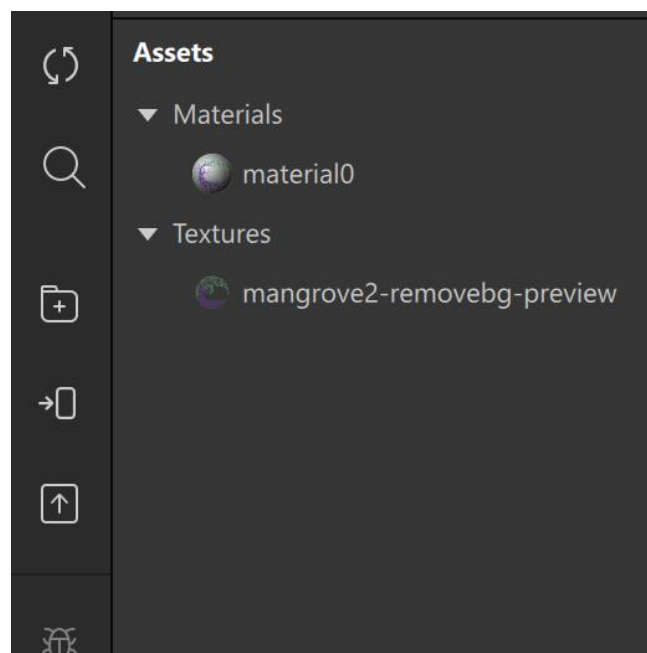 Assets
Materials
material0
Textures
mangrove2-removebg-preview